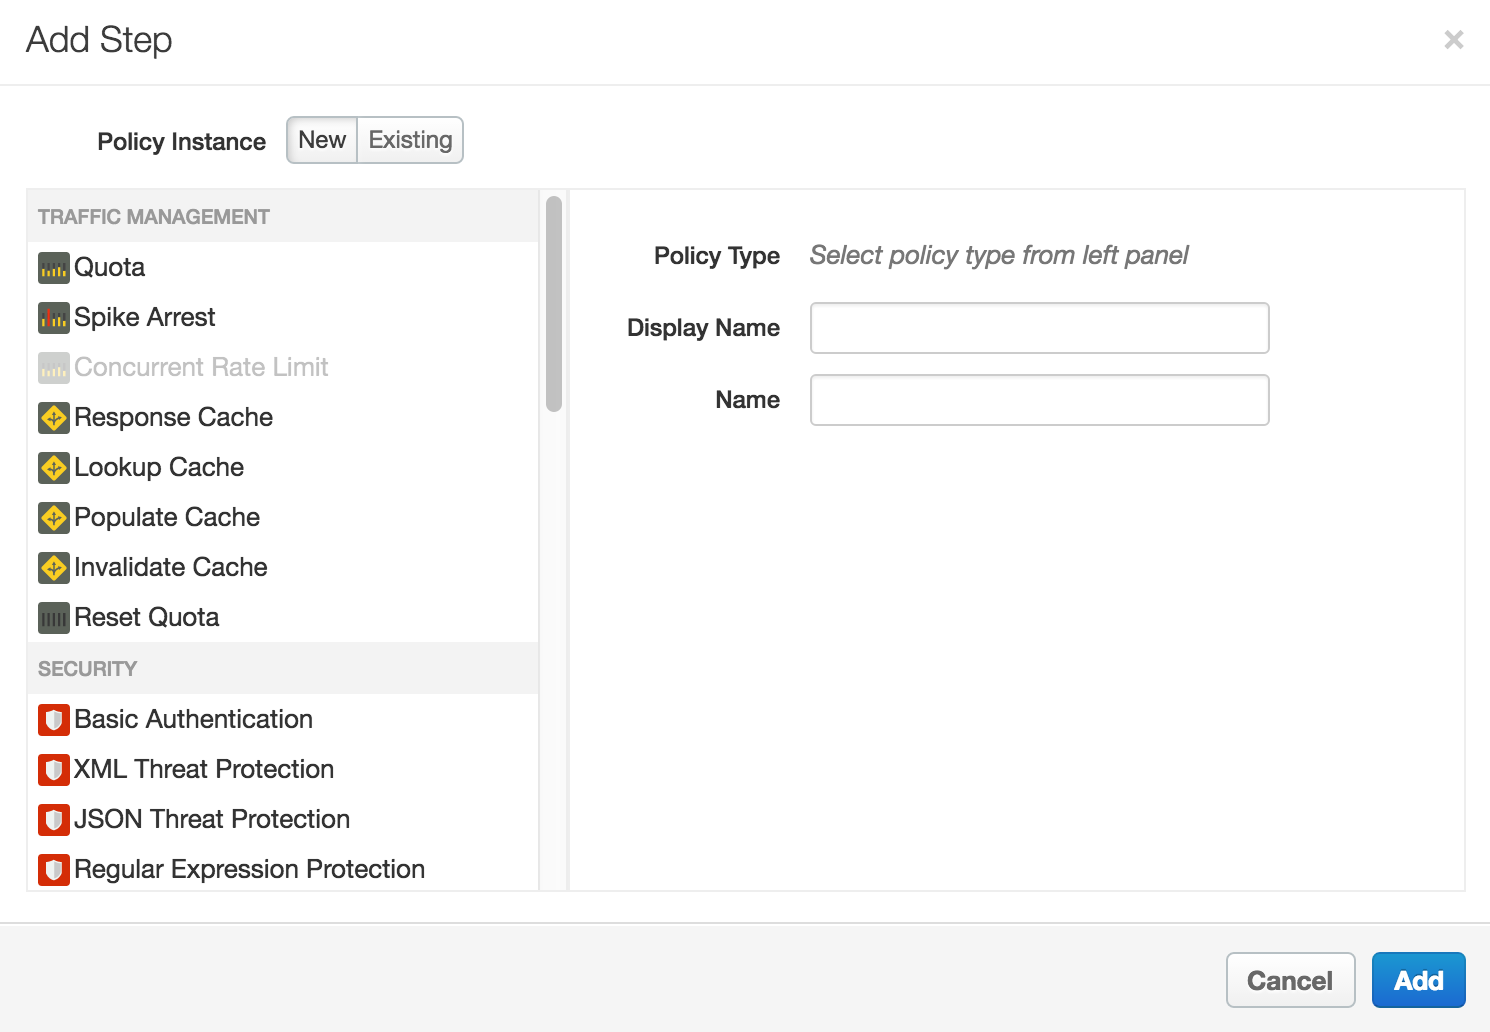 Add Step
×
Policy Instance New Existing
TRAFFIC MANAGEMENT
Quota
Spike Arrest
Concurrent Rate Limit
Response Cache
Lookup Cache
Populate Cache
Invalidate Cache
Reset Quota
SECURITY
Basic Authentication
XML Threat Protection
JSON Threat Protection
Regular Expression Protection
Policy Type Select policy type from left panel
Display Name
Name
Cancel Add